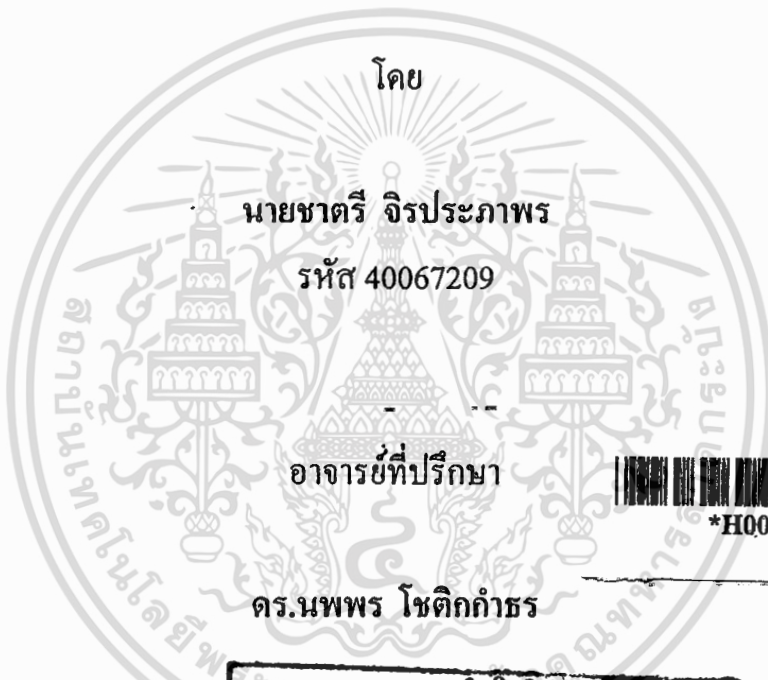 โดย
นายชาตรี จิรประภาพร
รหัส 40067209
อาจารย์ที่ปรึกษา
*H00
ดร.นพพร โชติกกำธร